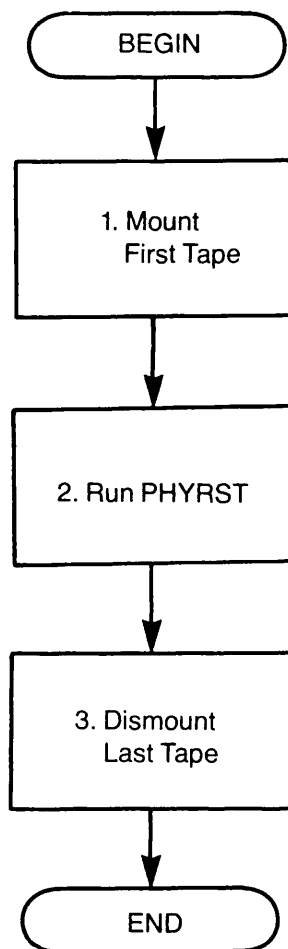 BEGIN
1. Mount
First Tape
2. Run PHYRST
3. Dismount
Last Tape
END